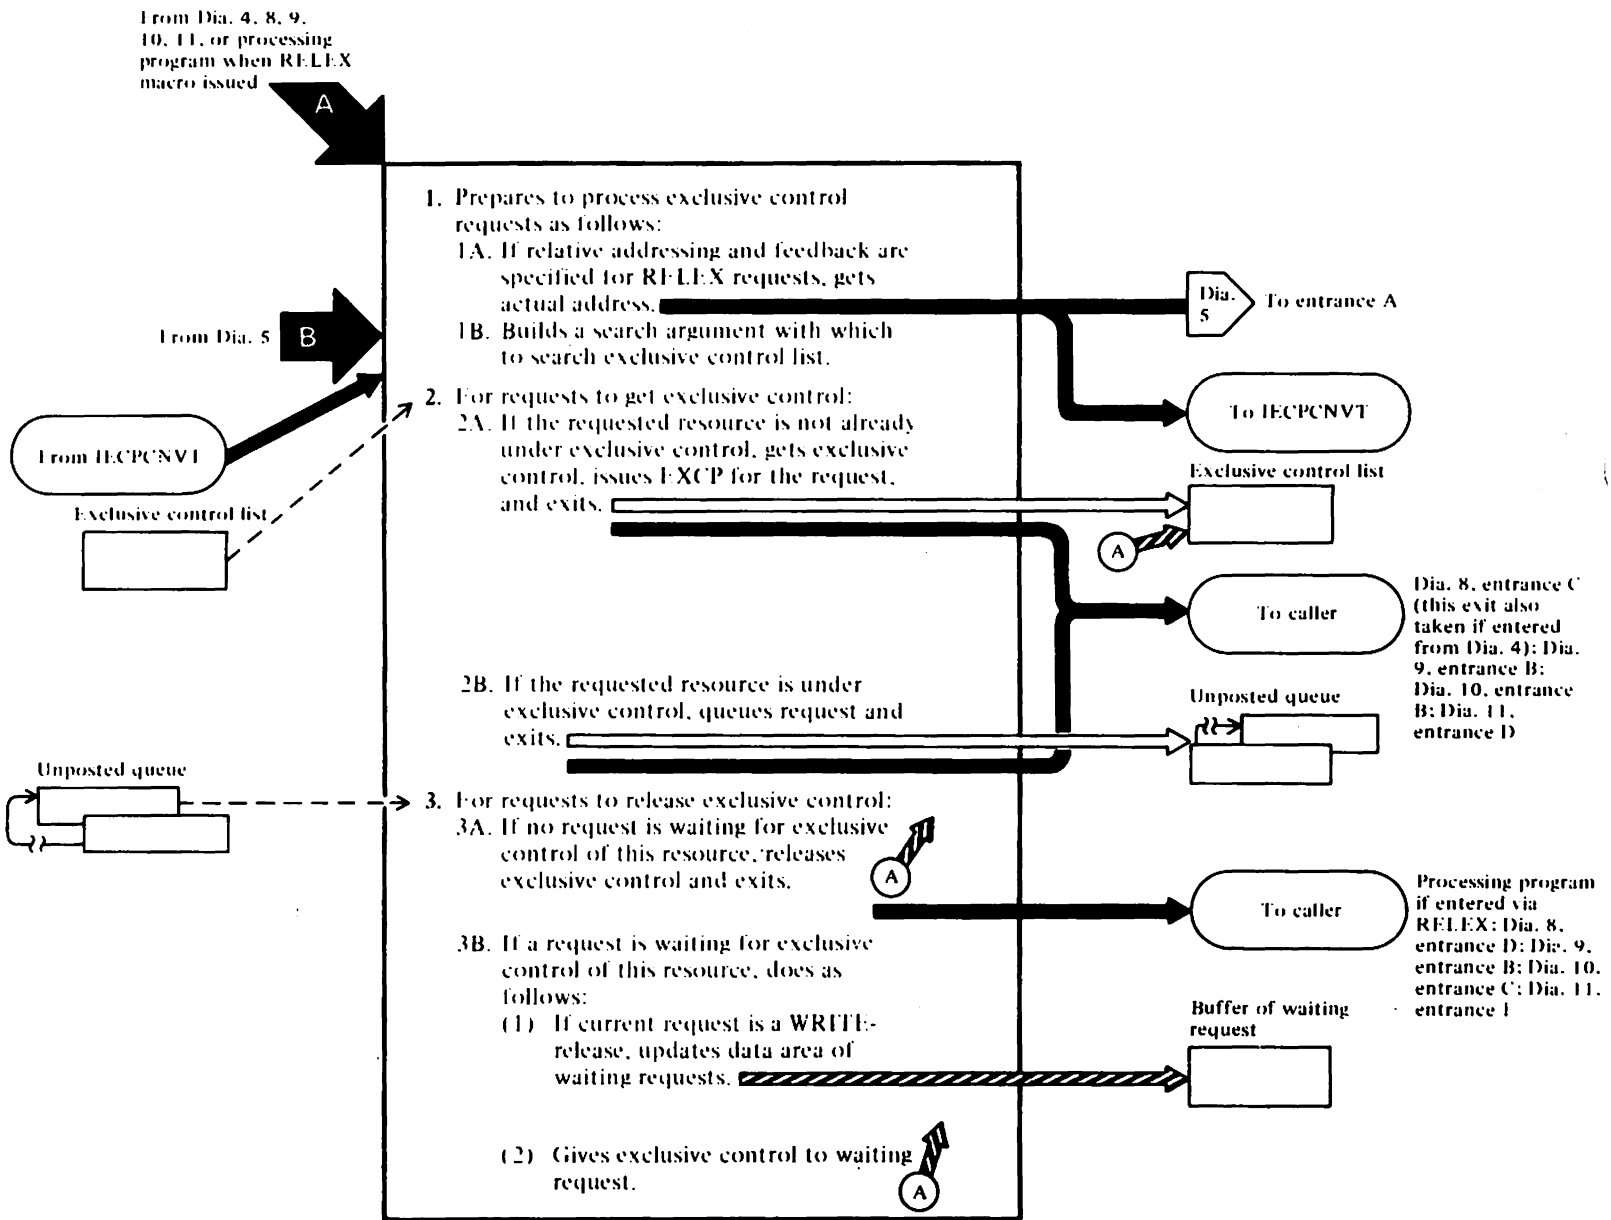 From Dia. 4, 8, 9,
10, 11, or processing
program when RELEX
macro issued
A
1. Prepares to process exclusive control
requests as follows:
1A. If relative addressing and feedback are
specified for RELEX requests, gets
actual address.
Dia.
5
To entrance A
From Dia. 5
B
1B. Builds a search argument with which
to search exclusive control list.
2. For requests to get exclusive control:
To IECPCNVT
2A. If the requested resource is not already
under exclusive control, gets exclusive
control, issues EXCP for the request,
and exits.
From IECPCNVT
Exclusive control list
Exclusive control list
A
To caller
Dia. 8, entrance C
(this exit also
taken if entered
from Dia. 4); Dia.
9, entrance B;
Dia. 10, entrance
B; Dia. 11,
entrance D
2B. If the requested resource is under
exclusive control, queues request and
exits.
Unposted queue
Unposted queue
3. For requests to release exclusive control:
3A. If no request is waiting for exclusive
control of this resource, releases
exclusive control and exits.
A
To caller
Processing program
if entered via
RELEX; Dia. 8,
entrance D; Dia. 9,
entrance B; Dia. 10,
entrance C; Dia. 11,
entrance
3B. If a request is waiting for exclusive
control of this resource, does as
follows:
(1) If current request is a WRITE-
release, updates data area of
waiting requests.
Buffer of waiting
request
(2) Gives exclusive control to waiting
request.
A